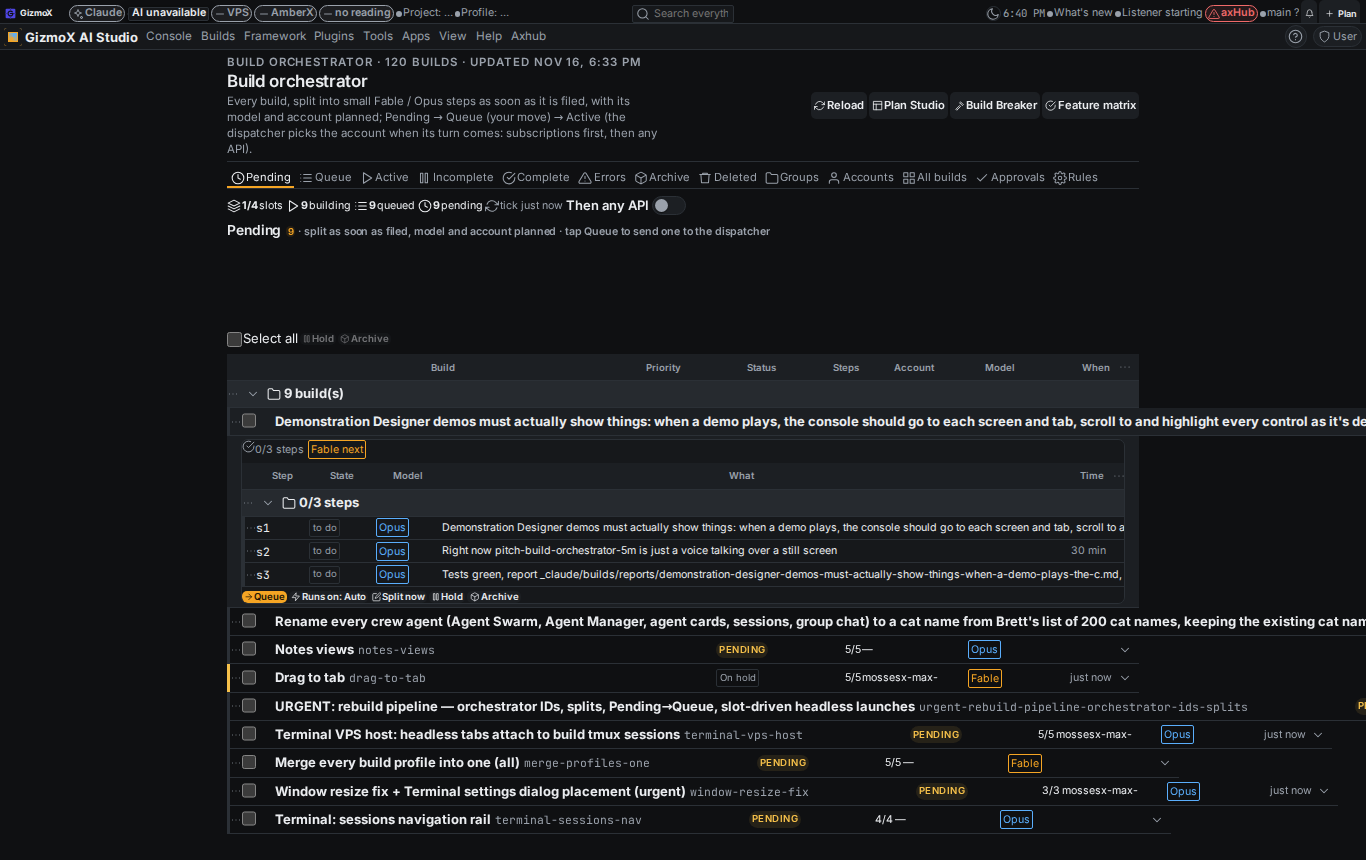 GizmoX Claude AI unavailable — VPS — AmberX — no reading Project: ... Profile: ... Search everyth 6:40 PM What's new Listener starting axHub main ? + Plan
GizmoX AI Studio Console Builds Framework Plugins Tools Apps View Help Axhub ? User
BUILD ORCHESTRATOR · 120 BUILDS · UPDATED NOV 16, 6:33 PM
Build orchestrator
Every build, split into small Fable / Opus steps as soon as it is filed, with its
model and account planned; Pending → Queue (your move) → Active (the
dispatcher picks the account when its turn comes: subscriptions first, then any
API).
Reload Plan Studio Build Breaker Feature matrix
Pending Queue Active Incomplete Complete Errors Archive Deleted Groups Accounts All builds Approvals Rules
1/4 slots 9 building 9 queued 9 pending tick just now Then any API
Pending 9 · split as soon as filed, model and account planned · tap Queue to send one to the dispatcher
Select all Hold Archive
Build Priority Status Steps Account Model When ...
9 build(s)
Demonstration Designer demos must actually show things: when a demo plays, the console should go to each screen and tab, scroll to and highlight every control as it's de
0/3 steps Fable next
Step State Model What Time ...
0/3 steps
s1 to do Opus Demonstration Designer demos must actually show things: when a demo plays, the console should go to each screen and tab, scroll to a
s2 to do Opus Right now pitch-build-orchestrator-5m is just a voice talking over a still screen 30 min
s3 to do Opus Tests green, report _claude/builds/reports/demonstration-designer-demos-must-actually-show-things-when-a-demo-plays-the-c.md,
Queue Runs on: Auto Split now Hold Archive
Rename every crew agent (Agent Swarm, Agent Manager, agent cards, sessions, group chat) to a cat name from Brett's list of 200 cat names, keeping the existing cat nam
Notes views notes-views PENDING 5/5 — Opus
Drag to tab drag-to-tab On hold 5/5 mossesx-max- Fable just now
URGENT: rebuild pipeline — orchestrator IDs, splits, Pending→Queue, slot-driven headless launches urgent-rebuild-pipeline-orchestrator-ids-splits
Terminal VPS host: headless tabs attach to build tmux sessions terminal-vps-host PENDING 5/5 mossesx-max- Opus just now
Merge every build profile into one (all) merge-profiles-one PENDING 5/5 — Fable
Window resize fix + Terminal settings dialog placement (urgent) window-resize-fix PENDING 3/3 mossesx-max- Opus just now
Terminal: sessions navigation rail terminal-sessions-nav PENDING 4/4 — Opus